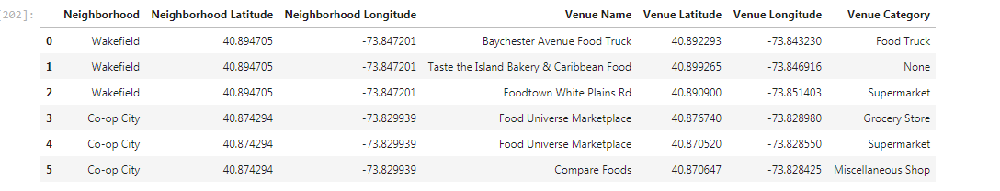 [202]:
Neighborhood Neighborhood Latitude Neighborhood Longitude Venue Name Venue Latitude Venue Longitude Venue Category
0 Wakefield 40.894705 -73.847201 Baychester Avenue Food Truck 40.892293 -73.843230 Food Truck
1 Wakefield 40.894705 -73.847201 Taste the Island Bakery & Caribbean Food 40.899265 -73.846916 None
2 Wakefield 40.894705 -73.847201 Foodtown White Plains Rd 40.890900 -73.851403 Supermarket
3 Co-op City 40.874294 -73.829939 Food Universe Marketplace 40.876740 -73.828980 Grocery Store
4 Co-op City 40.874294 -73.829939 Food Universe Marketplace 40.870520 -73.828550 Supermarket
5 Co-op City 40.874294 -73.829939 Compare Foods 40.870647 -73.828425 Miscellaneous Shop